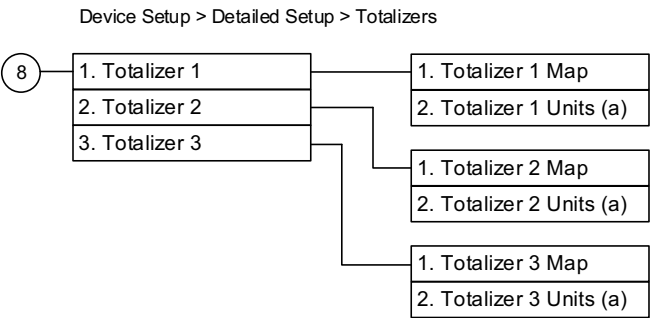 Device Setup > Detailed Setup > Totalizers
8
1. Totalizer 1
2. Totalizer 2
3. Totalizer 3
1. Totalizer 1 Map
2. Totalizer 1 Units (a)
1. Totalizer 2 Map
2. Totalizer 2 Units (a)
1. Totalizer 3 Map
2. Totalizer 3 Units (a)